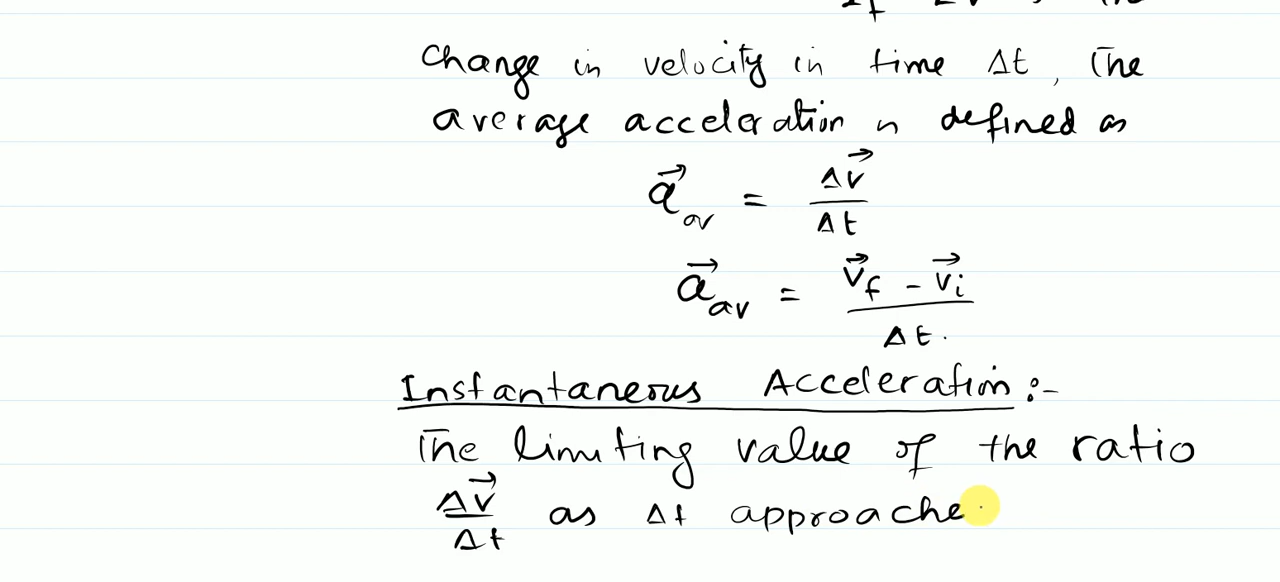 change in velocity in time Δt, The
average acceleration is defined as
a⃗av = Δv⃗/Δt
a⃗av = (v⃗f - v⃗i)/Δt.
Instantaneous Acceleration :-
The limiting value of the ratio
Δv⃗/Δt as Δt approache